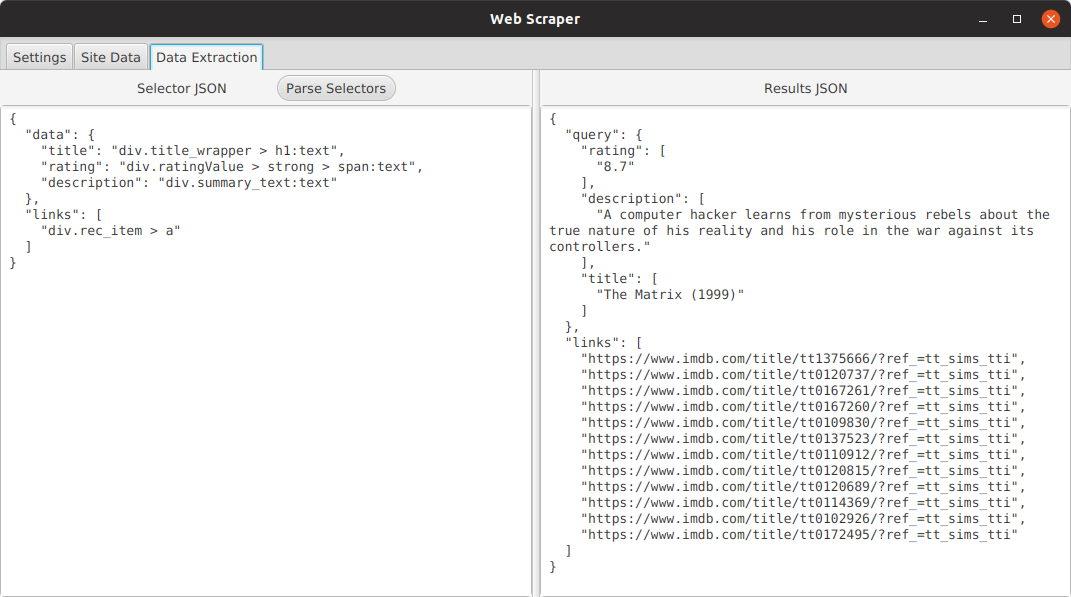 Web Scraper
Settings
Site Data
Data Extraction
Selector JSON
Parse Selectors
{
  "data": {
    "title": "div.title_wrapper > h1:text",
    "rating": "div.ratingValue > strong > span:text",
    "description": "div.summary_text:text"
  },
  "links": [
    "div.rec_item > a"
  ]
}
Results JSON
{
  "query": {
    "rating": [
      "8.7"
    ],
    "description": [
      "A computer hacker learns from mysterious rebels about the
true nature of his reality and his role in the war against its
controllers."
    ],
    "title": [
      "The Matrix (1999)"
    ]
  },
  "links": [
    "https://www.imdb.com/title/tt1375666/?ref_=tt_sims_tti",
    "https://www.imdb.com/title/tt0120737/?ref_=tt_sims_tti",
    "https://www.imdb.com/title/tt0167261/?ref_=tt_sims_tti",
    "https://www.imdb.com/title/tt0167260/?ref_=tt_sims_tti",
    "https://www.imdb.com/title/tt0109830/?ref_=tt_sims_tti",
    "https://www.imdb.com/title/tt0137523/?ref_=tt_sims_tti",
    "https://www.imdb.com/title/tt0110912/?ref_=tt_sims_tti",
    "https://www.imdb.com/title/tt0120815/?ref_=tt_sims_tti",
    "https://www.imdb.com/title/tt0120689/?ref_=tt_sims_tti",
    "https://www.imdb.com/title/tt0114369/?ref_=tt_sims_tti",
    "https://www.imdb.com/title/tt0102926/?ref_=tt_sims_tti",
    "https://www.imdb.com/title/tt0172495/?ref_=tt_sims_tti"
  ]
}